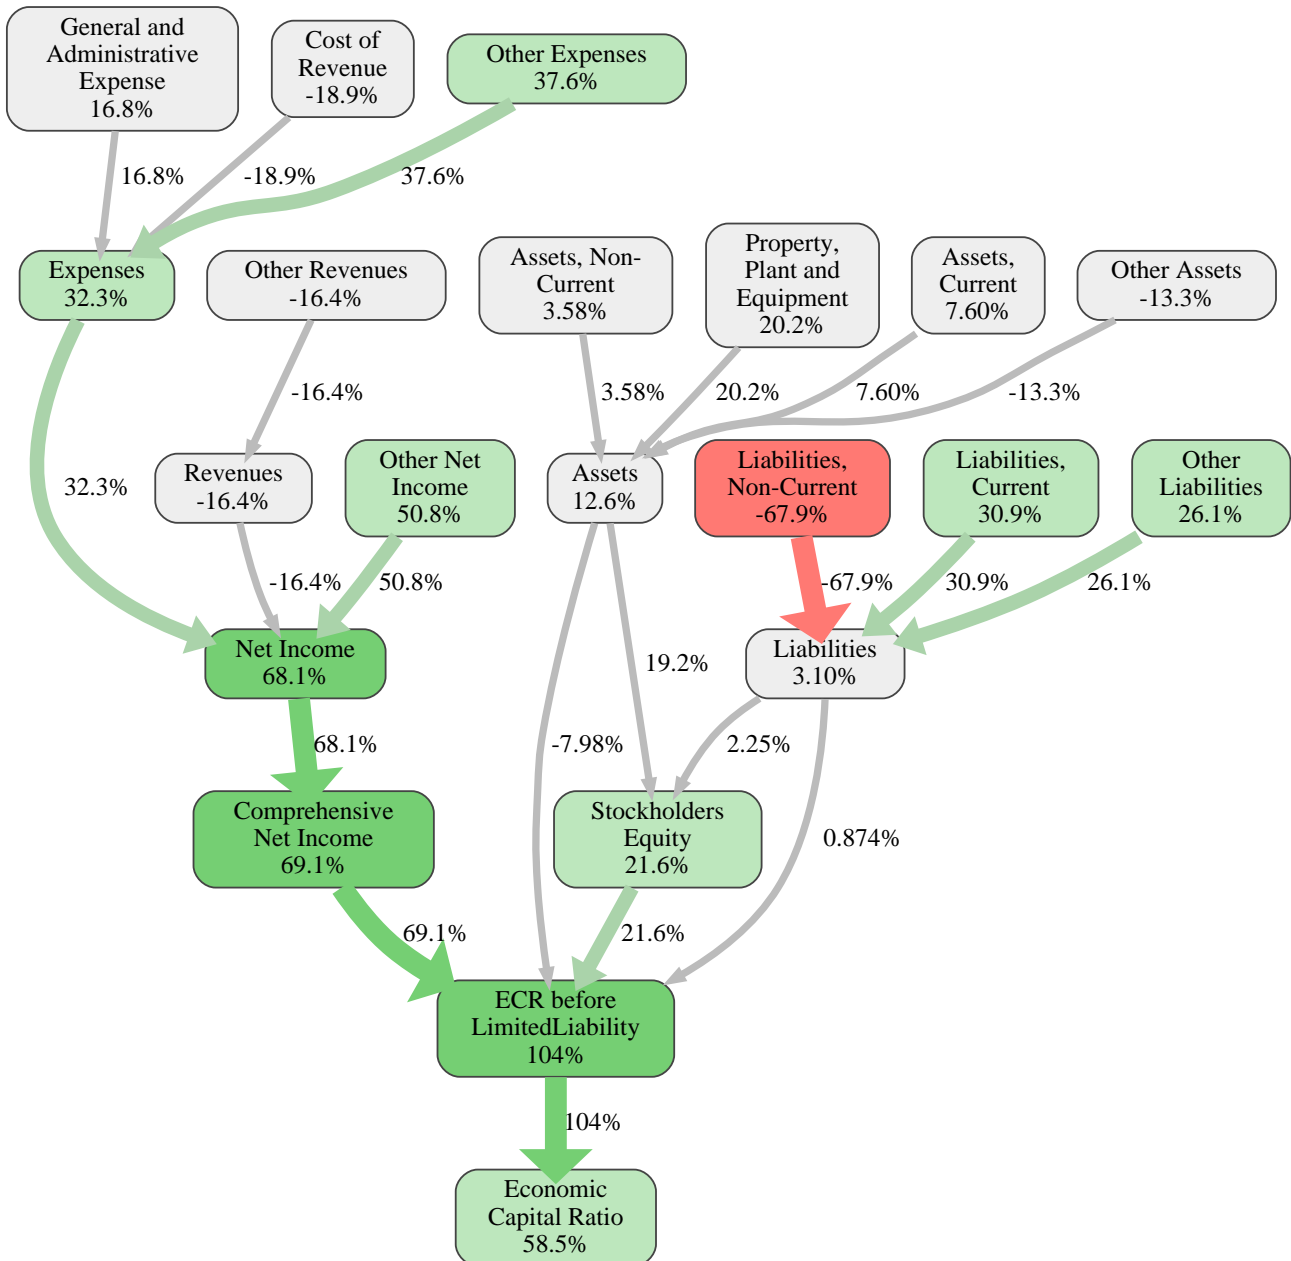 General and
Administrative
Expense
16.8%
Cost of
Revenue
-18.9%
Other Expenses
37.6%
16.8%
-18.9%
37.6%
Expenses
32.3%
Other Revenues
-16.4%
Assets, Non-
Current
3.58%
Property,
Plant and
Equipment
20.2%
Assets,
Current
7.60%
Other Assets
-13.3%
-16.4%
3.58%
20.2%
7.60%
-13.3%
32.3%
Revenues
-16.4%
Other Net
Income
50.8%
Assets
12.6%
Liabilities,
Non-Current
-67.9%
Liabilities,
Current
30.9%
Other
Liabilities
26.1%
-16.4%
50.8%
-67.9%
30.9%
26.1%
Net Income
68.1%
19.2%
Liabilities
3.10%
68.1%
-7.98%
2.25%
Comprehensive
Net Income
69.1%
Stockholders
Equity
21.6%
0.874%
69.1%
21.6%
ECR before
LimitedLiability
104%
104%
Economic
Capital Ratio
58.5%